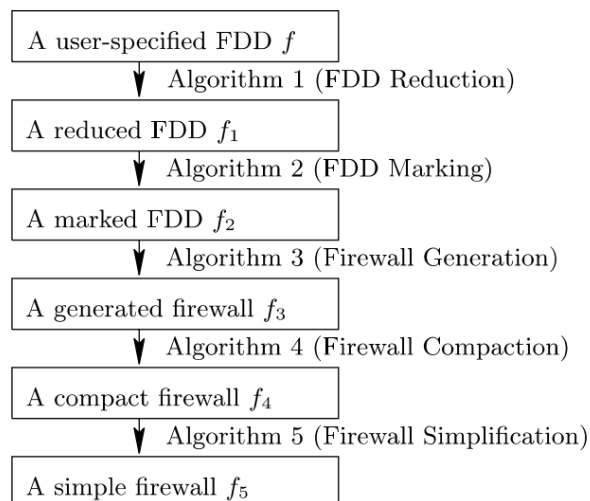 A user-specified FDD f
Algorithm 1 (FDD Reduction)
A reduced FDD f₁
Algorithm 2 (FDD Marking)
A marked FDD f₂
Algorithm 3 (Firewall Generation)
A generated firewall f₃
Algorithm 4 (Firewall Compaction)
A compact firewall f₄
Algorithm 5 (Firewall Simplification)
A simple firewall f₅